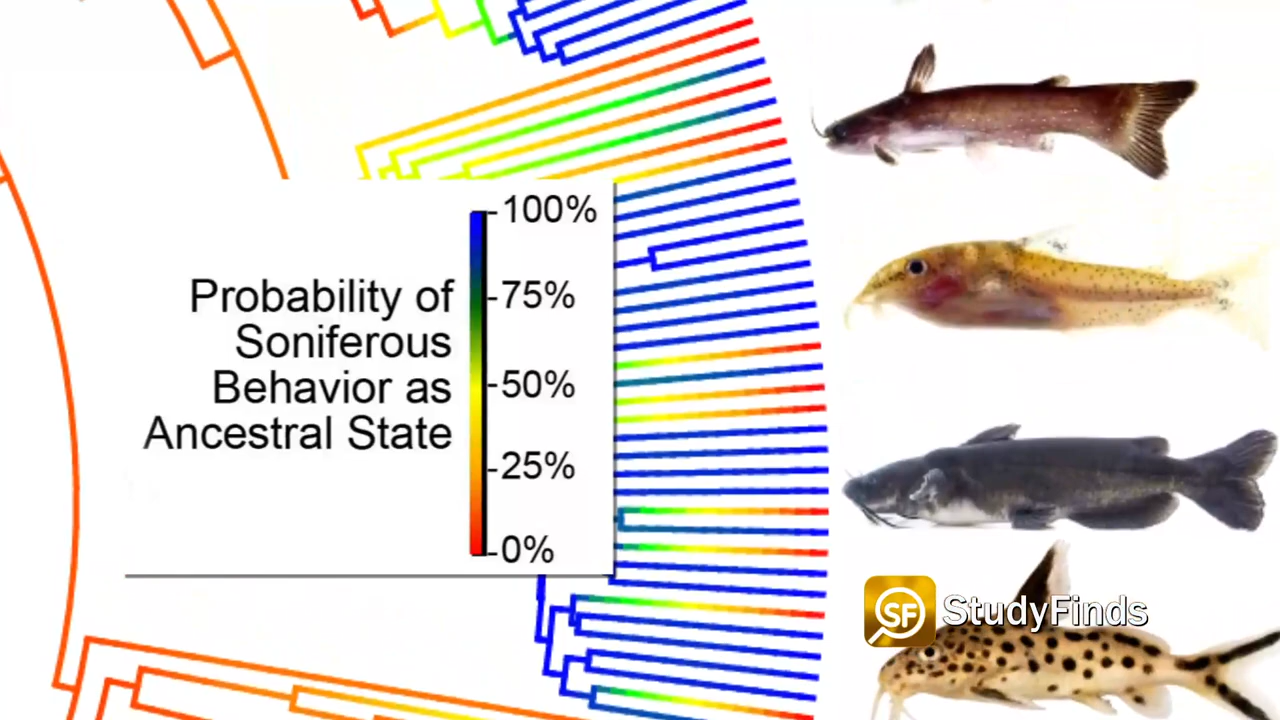 Probability of
Soniferous
Behavior as
Ancestral State
100%
75%
50%
25%
0%
SF StudyFinds